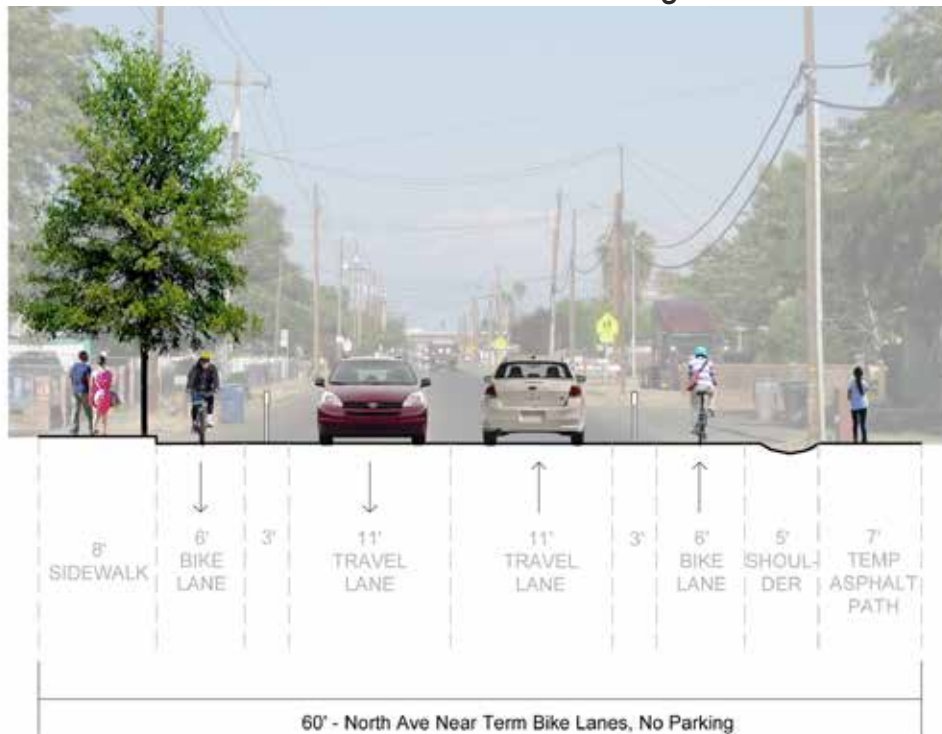 8'
SIDEWALK
6'
BIKE
LANE
3'
11'
TRAVEL
LANE
11'
TRAVEL
LANE
3'
6'
BIKE
LANE
5'
SHOUL-
DER
7'
TEMP
ASPHALT
PATH
60' - North Ave Near Term Bike Lanes, No Parking